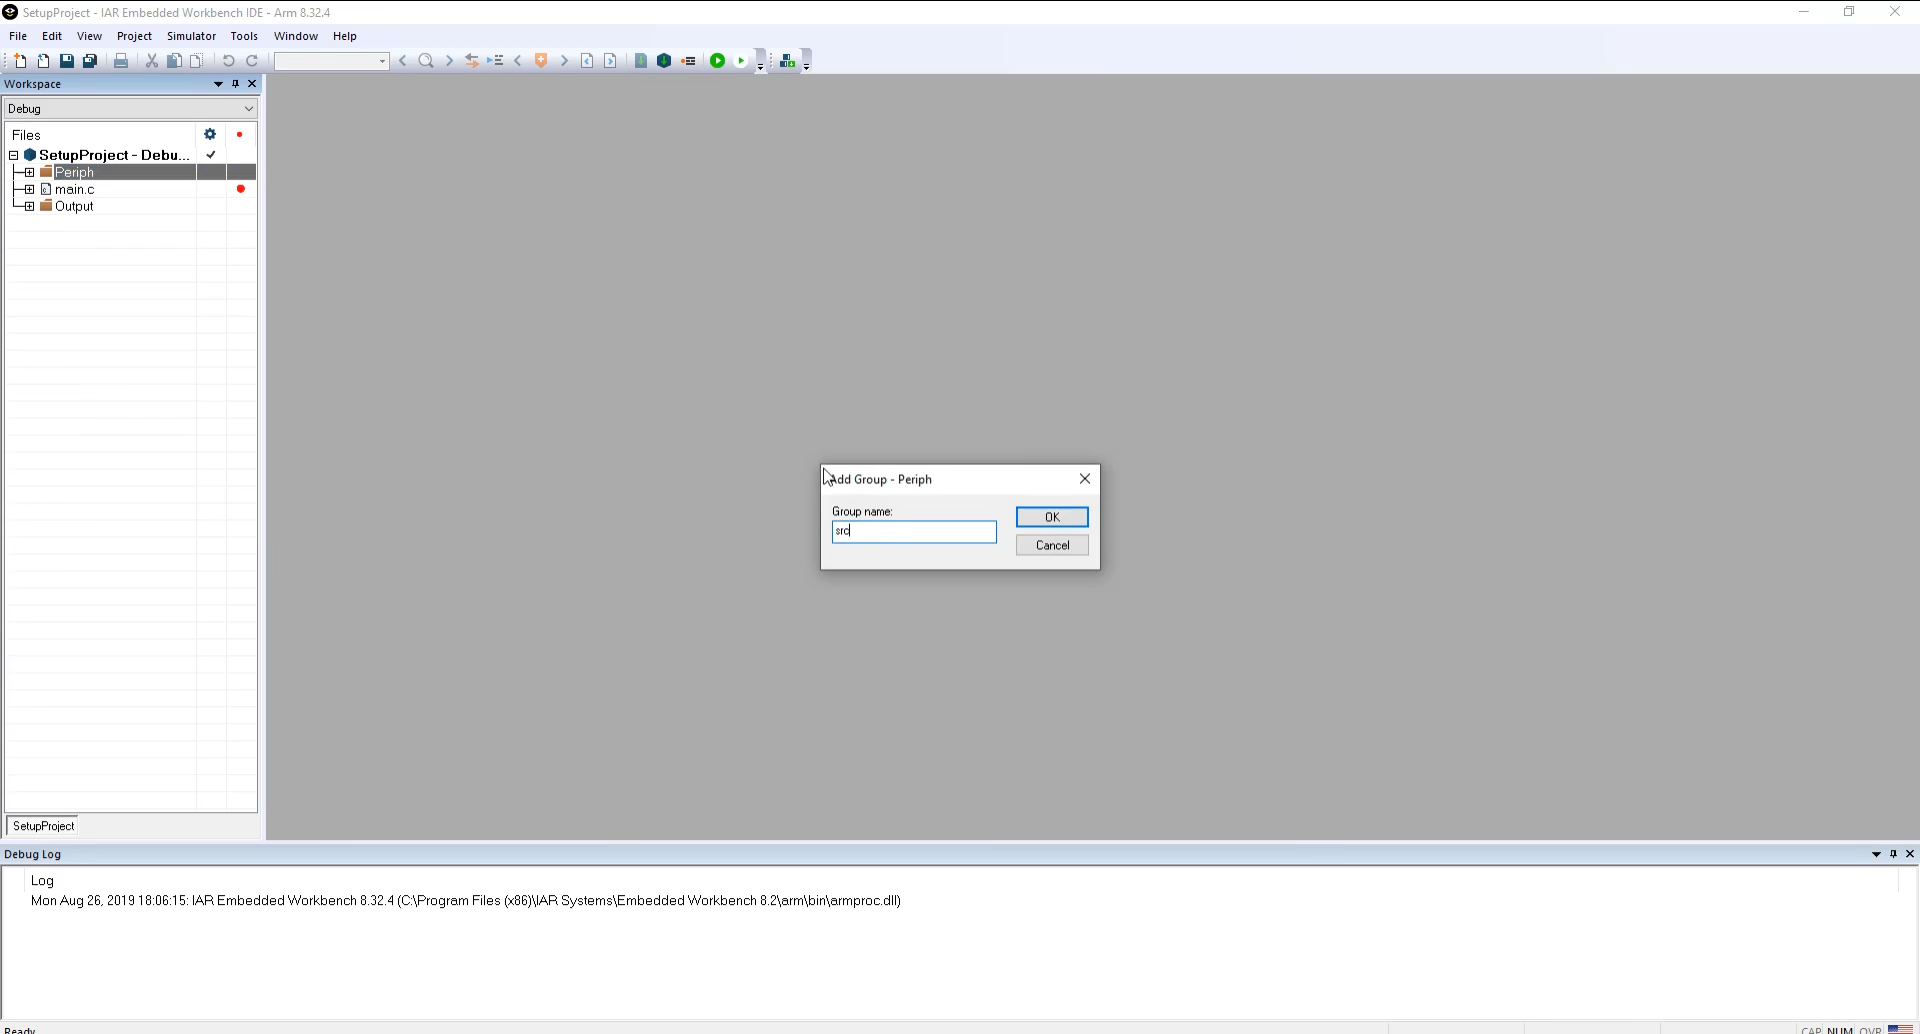 SetupProject - IAR Embedded Workbench IDE - Arm 8.32.4
File Edit View Project Simulator Tools Window Help
Workspace
Debug
Files
SetupProject - Debu...
Periph
main.c
Output
Add Group - Periph
Group name:
src
OK
Cancel
SetupProject
Debug Log
Log
Mon Aug 26, 2019 18:06:15: IAR Embedded Workbench 8.32.4 (C:\Program Files (x86)\IAR Systems\Embedded Workbench 8.2\arm\bin\armproc.dll)
Ready CAP NUM OVR